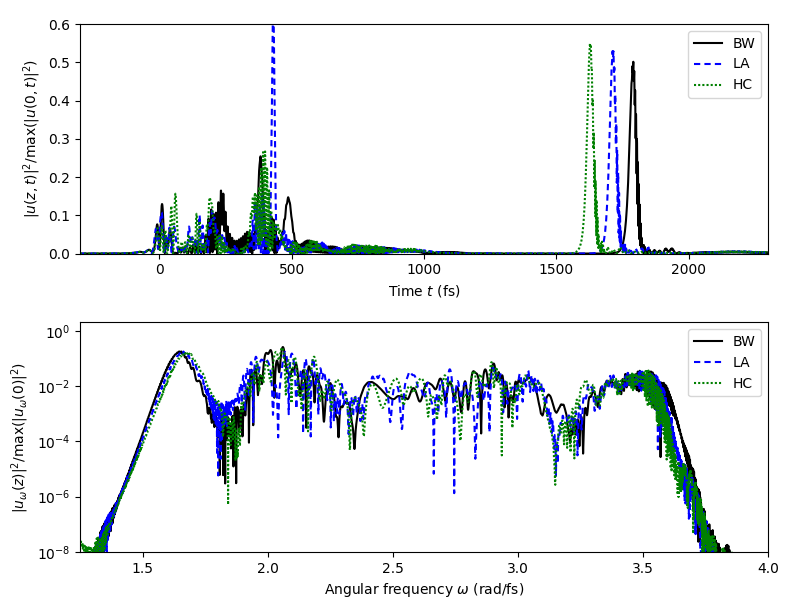 |u(z, t)|²/max(|u(0, t)|²)
0.6
0.5
0.4
0.3
0.2
0.1
0.0
BW
LA
HC
0
500
1000
1500
2000
Time t (fs)
|uω(z)|²/max(|uω(0)|²)
10⁰
10⁻²
10⁻⁴
10⁻⁶
10⁻⁸
BW
LA
HC
1.5
2.0
2.5
3.0
3.5
4.0
Angular frequency ω (rad/fs)